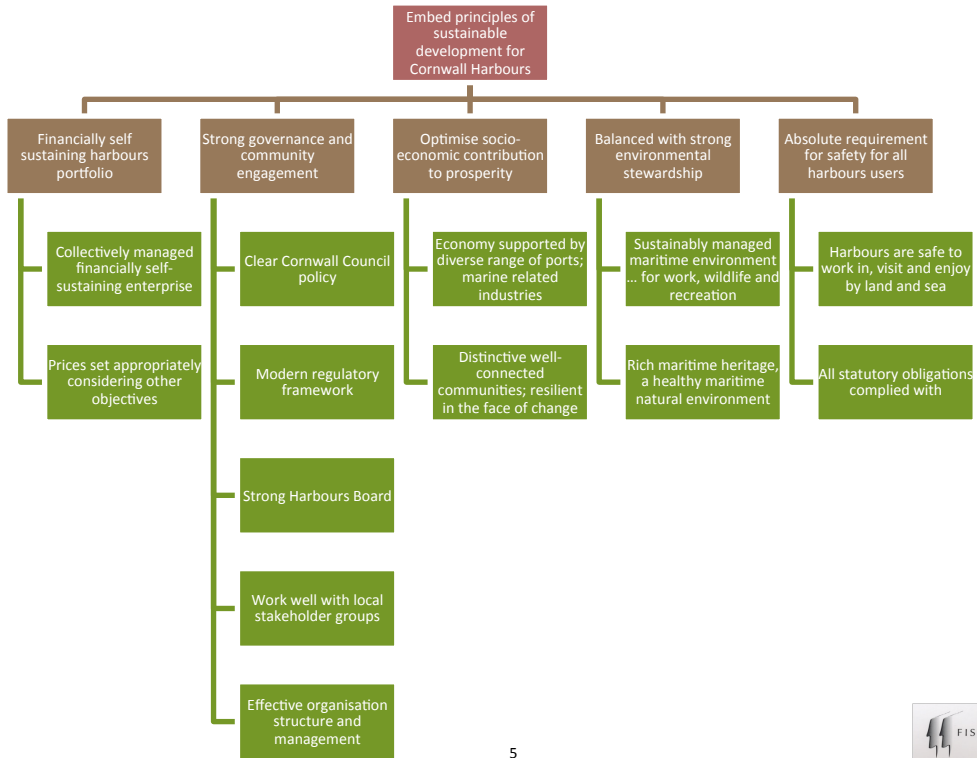 Embed principles of
sustainable
development for
Cornwall Harbours
Financially self
sustaining harbours
portfolio
Strong governance and
community
engagement
Optimise socio-
economic contribution
to prosperity
Balanced with strong
environmental
stewardship
Absolute requirement
for safety for all
harbours users
Collectively managed
financially self-
sustaining enterprise
Clear Cornwall Council
policy
Economy supported by
diverse range of ports;
marine related
industries
Sustainably managed
maritime environment
... for work, wildlife and
recreation
Harbours are safe to
work in, visit and enjoy
by land and sea
Prices set appropriately
considering other
objectives
Modern regulatory
framework
Distinctive well-
connected
communities; resilient
in the face of change
Rich maritime heritage,
a healthy maritime
natural environment
All statutory obligations
complied with
Strong Harbours Board
Work well with local
stakeholder groups
Effective organisation
structure and
management
5
FIS